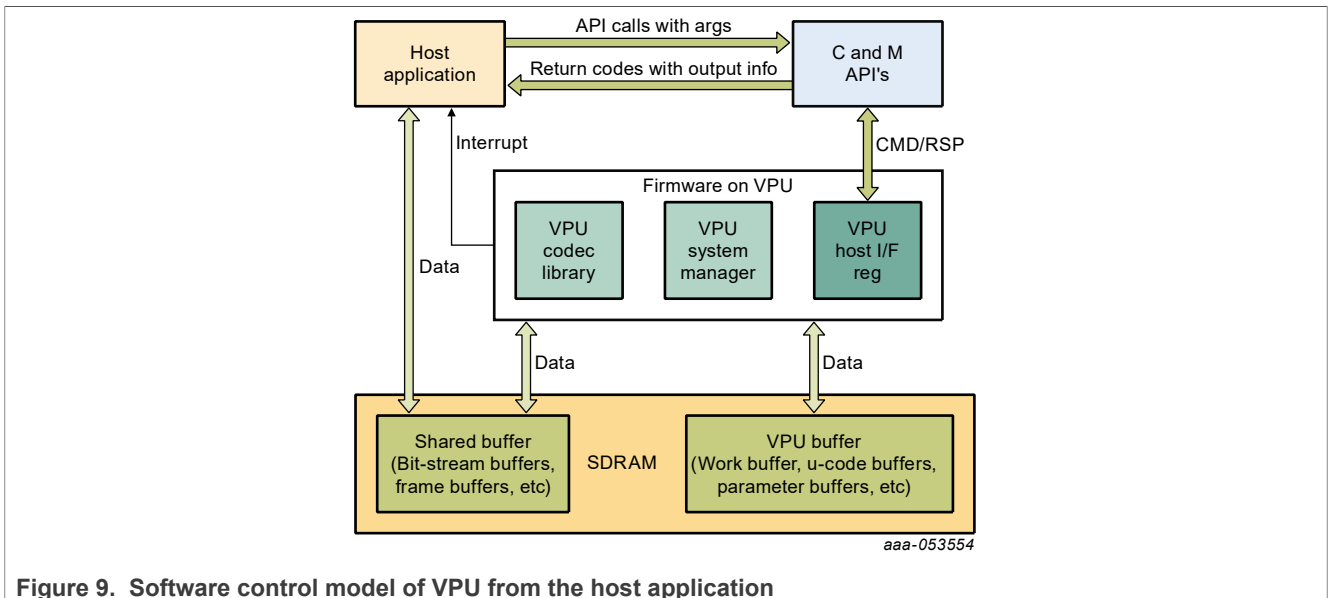 API calls with args
Host
application
C and M
API's
Return codes with output info
Interrupt
CMD/RSP
Firmware on VPU
VPU
codec
library
VPU
system
manager
VPU
host I/F
reg
Data
Data
Data
Shared buffer
(Bit-stream buffers,
frame buffers, etc)
SDRAM
VPU buffer
(Work buffer, u-code buffers,
parameter buffers, etc)
aaa-053554
Figure 9. Software control model of VPU from the host application